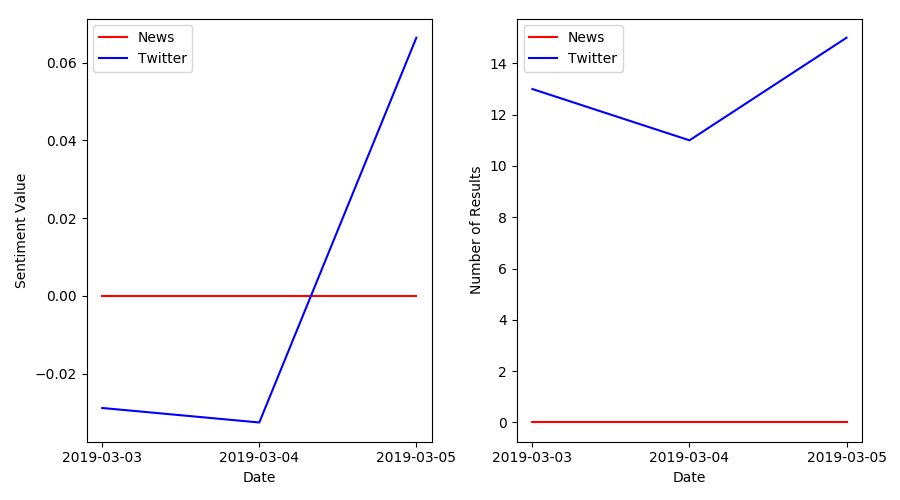 News
Twitter
0.06
0.04
0.02
0.00
−0.02
Sentiment Value
2019-03-03
2019-03-04
2019-03-05
Date
News
Twitter
14
12
10
8
6
4
2
0
Number of Results
2019-03-03
2019-03-04
2019-03-05
Date